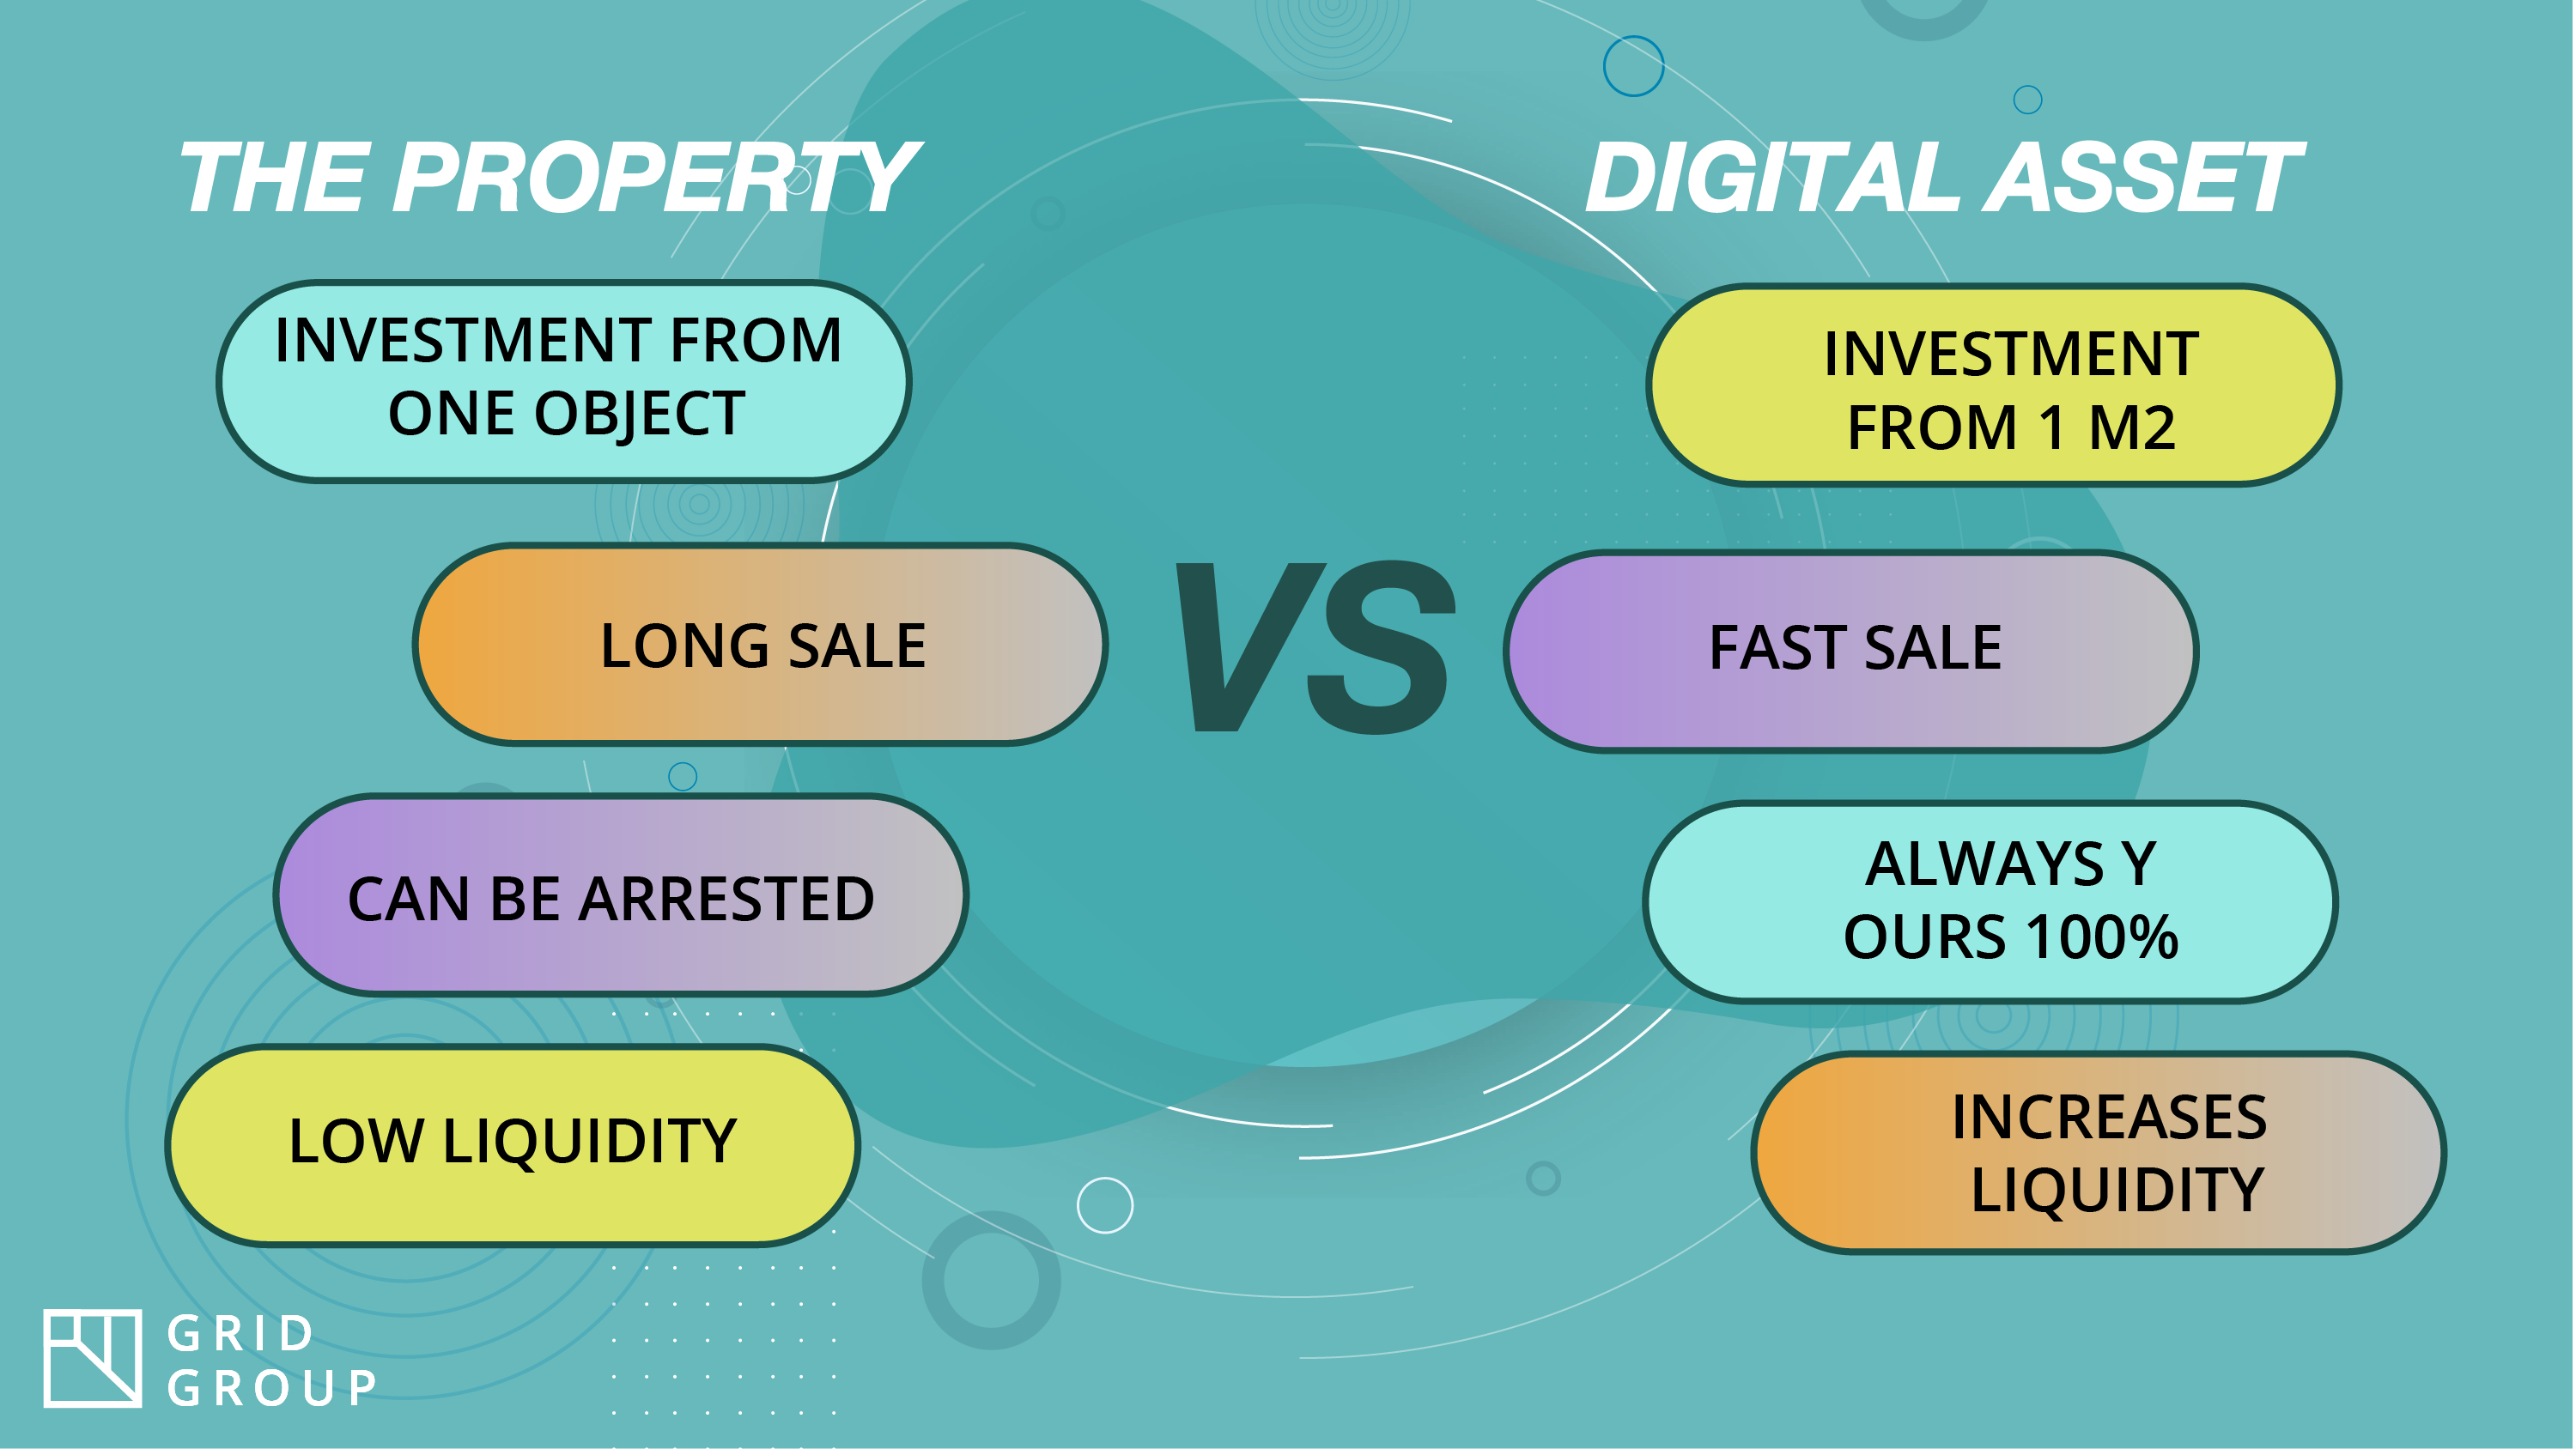 THE PROPERTY
INVESTMENT FROM
ONE OBJECT
LONG SALE
CAN BE ARRESTED
LOW LIQUIDITY
VS
DIGITAL ASSET
INVESTMENT
FROM 1 M2
FAST SALE
ALWAYS Y
OURS 100%
INCREASES
LIQUIDITY
GRID
GROUP